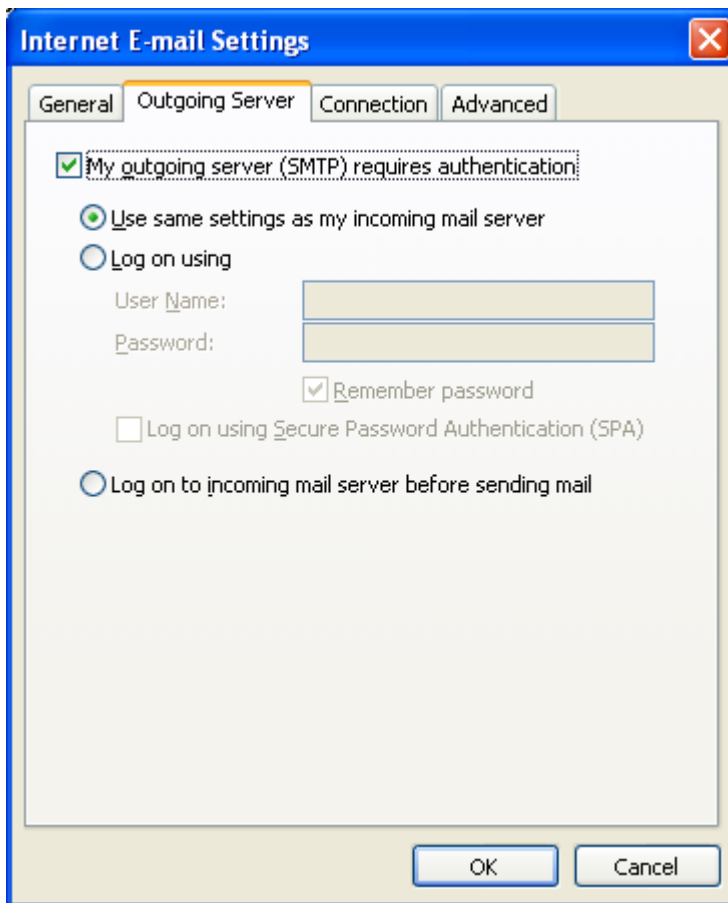 Internet E-mail Settings
General Outgoing Server Connection Advanced
My outgoing server (SMTP) requires authentication
Use same settings as my incoming mail server
Log on using
User Name:
Password:
Remember password
Log on using Secure Password Authentication (SPA)
Log on to incoming mail server before sending mail
OK Cancel